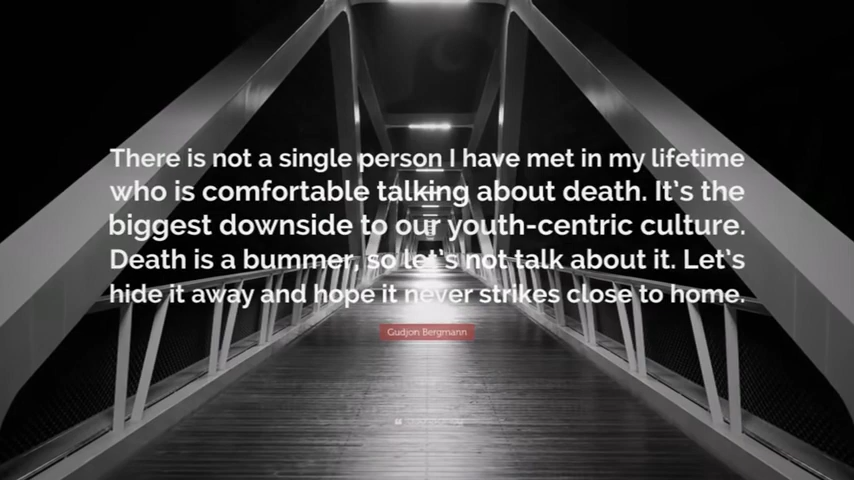 There is not a single person I have met in my lifetime
who is comfortable talking about death. It’s the
biggest downside to our youth-centric culture.
Death is a bummer, so let’s not talk about it. Let’s
hide it away and hope it never strikes close to home.
Gudjon Bergmann